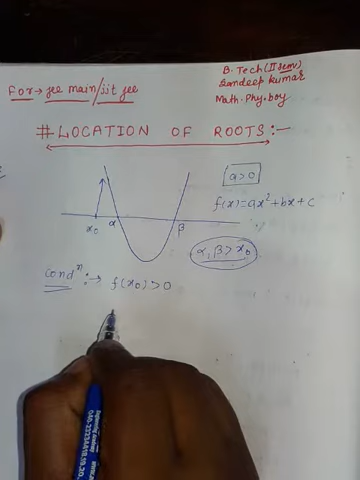 For → jee main/iit jee
B. Tech (II sem)
Sandeep kumar
Math. Phy. boy
# LOCATION OF ROOTS :-
a>0
f(x)=ax²+bx+c
x₀ α β
α, β > x₀
Condⁿ :→ f(x₀) > 0